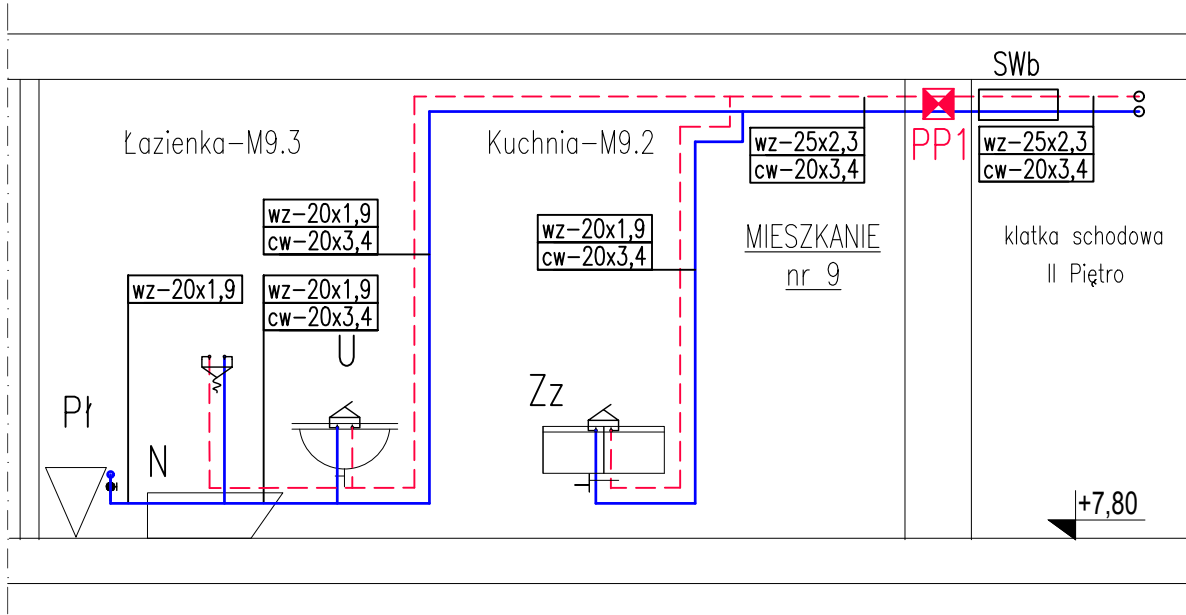 SWb
Łazienka–M9.3
Kuchnia–M9.2
wz–25x2,3
cw–20x3,4
PP1
wz–25x2,3
cw–20x3,4
wz–20x1,9
cw–20x3,4
wz–20x1,9
cw–20x3,4
MIESZKANIE
nr 9
klatka schodowa
II Piętro
wz–20x1,9
wz–20x1,9
cw–20x3,4
U
Zz
Pł
N
+7,80